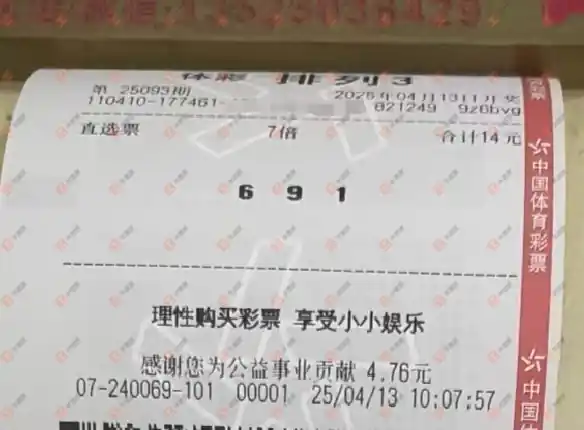 体彩 排列3
第 25093期 2025年04月13日开奖
110410-177461- 821249 9z6bvg
直选票 7倍 合计14元
6 9 1
理性购买彩票 享受小小娱乐
感谢您为公益事业贡献 4.76元
07-240069-101 00001 25/04/13 10:07:57
中国体育彩票
中国体